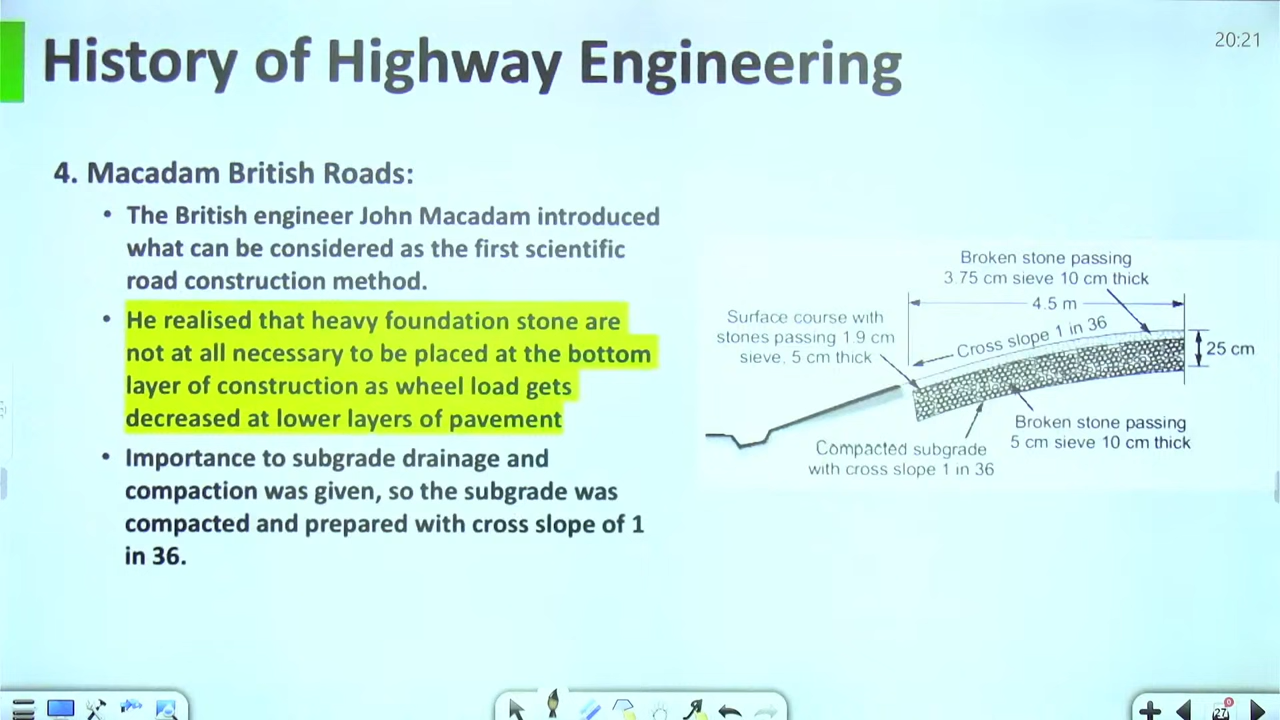 History of Highway Engineering
20:21
4. Macadam British Roads:
• The British engineer John Macadam introduced
what can be considered as the first scientific
road construction method.
• He realised that heavy foundation stone are
not at all necessary to be placed at the bottom
layer of construction as wheel load gets
decreased at lower layers of pavement
• Importance to subgrade drainage and
compaction was given, so the subgrade was
compacted and prepared with cross slope of 1
in 36.
Broken stone passing
3.75 cm sieve 10 cm thick
4.5 m
Surface course with
stones passing 1.9 cm
sieve. 5 cm thick
Cross slope 1 in 36
25 cm
Broken stone passing
5 cm sieve 10 cm thick
Compacted subgrade
with cross slope 1 in 36
27